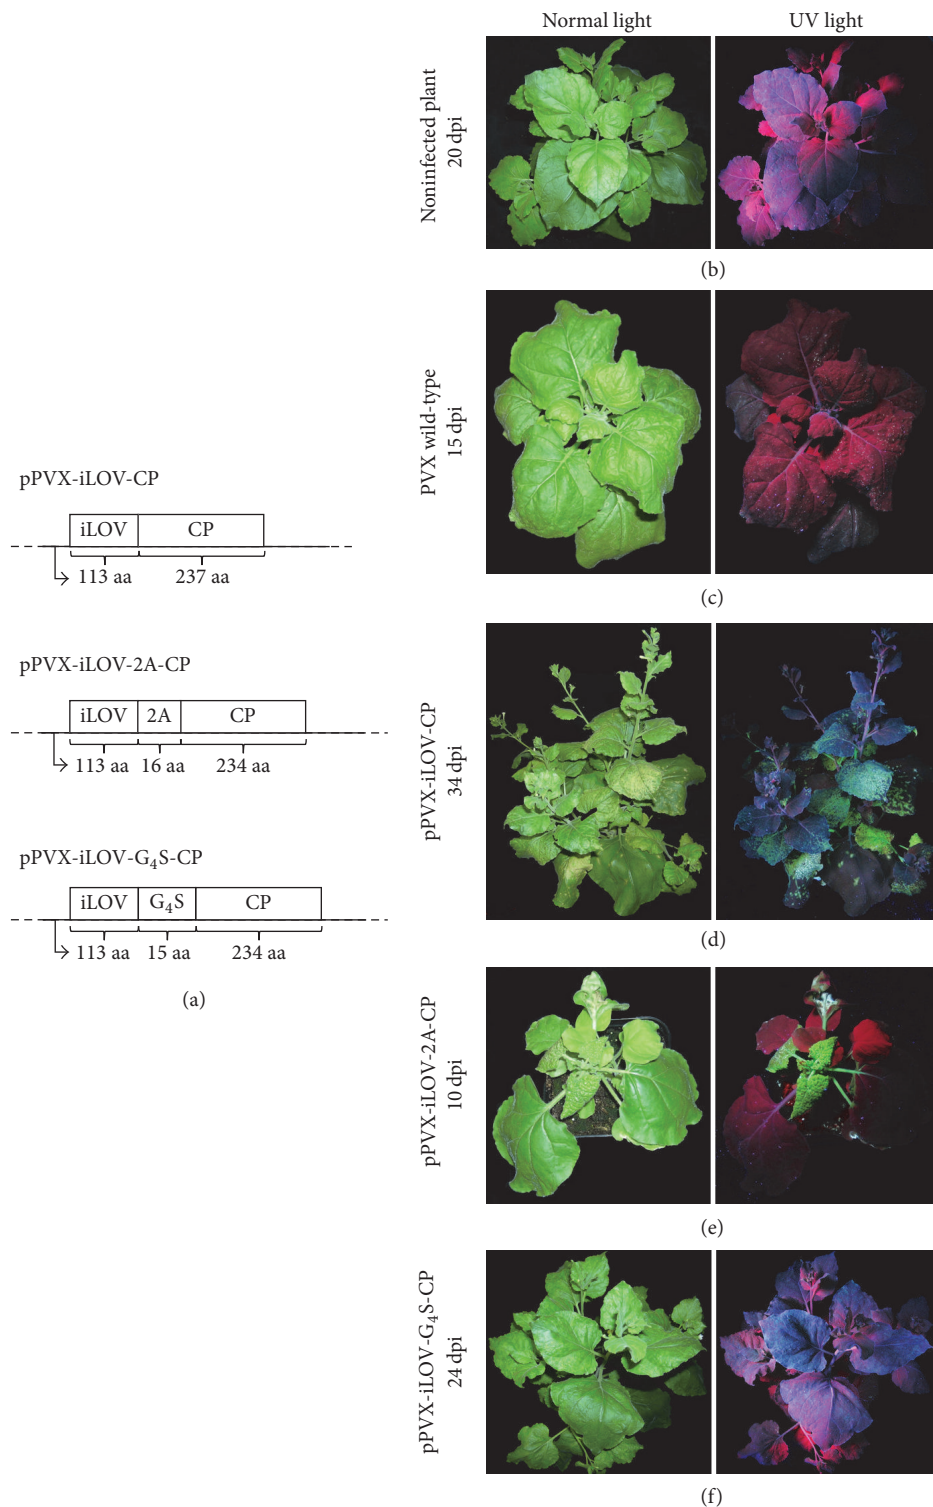 Normal light
UV light
Noninfected plant
20 dpi
(b)
PVX wild-type
15 dpi
(c)
pPVX-iLOV-CP
iLOV
CP
113 aa
237 aa
pPVX-iLOV-2A-CP
iLOV
2A
CP
113 aa
16 aa
234 aa
pPVX-iLOV-G₄S-CP
iLOV
G₄S
CP
113 aa
15 aa
234 aa
(a)
pPVX-iLOV-CP
34 dpi
(d)
pPVX-iLOV-2A-CP
10 dpi
(e)
pPVX-iLOV-G₄S-CP
24 dpi
(f)